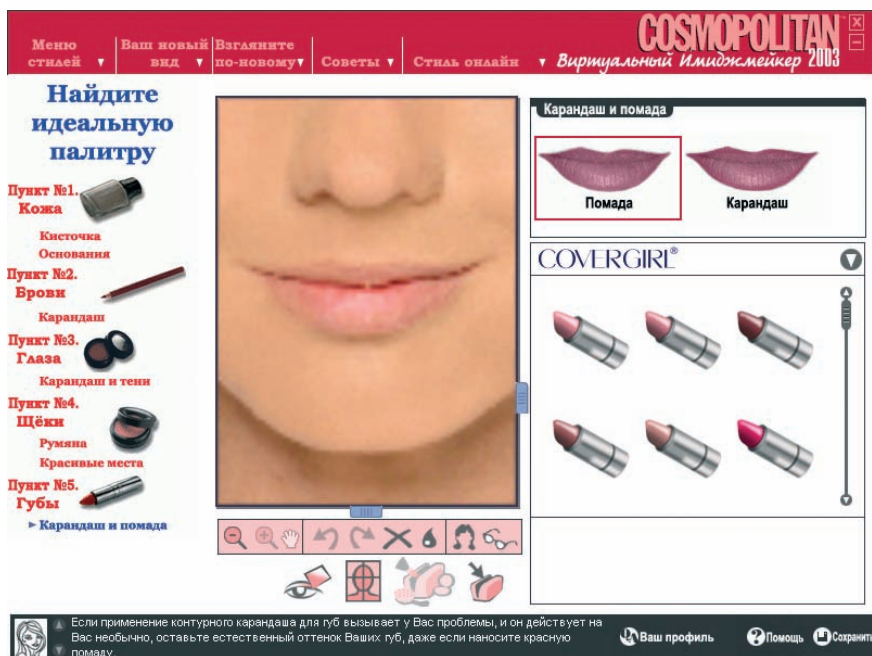 COSMOPOLITAN
Виртуальный Имиджмейкер 2003
Меню
стилей
Ваш новый
вид
Взгляните
по-новому
Советы
Стиль онлайн
Найдите
идеальную
палитру
Пункт №1.
Кожа
Кисточка
Основания
Пункт №2.
Брови
Карандаш
Пункт №3.
Глаза
Карандаш и тени
Пункт №4.
Щёки
Румяна
Красивые места
Пункт №5.
Губы
Карандаш и помада
Карандаш и помада
Помада
Карандаш
COVERGIRL®
Если применение контурного карандаша для губ вызывает у Вас проблемы, и он действует на
Вас необычно, оставьте естественный оттенок Ваших губ, даже если наносите красную
помаду.
Ваш профиль
Помощь
Сохранить